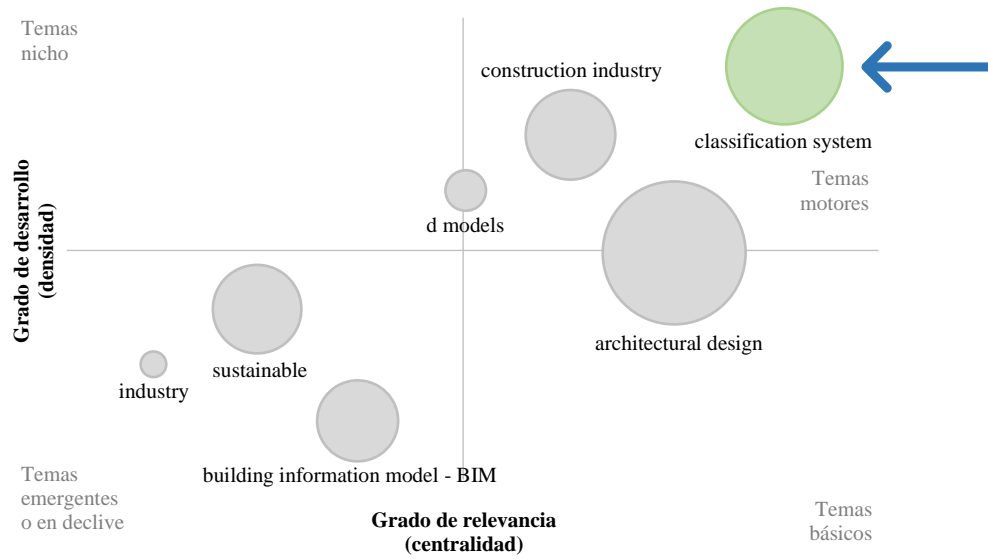 Temas
nicho
construction industry
classification system
Temas
motores
d models
Grado de desarrollo
(densidad)
architectural design
sustainable
industry
building information model - BIM
Temas
emergentes
o en declive
Grado de relevancia
(centralidad)
Temas
básicos